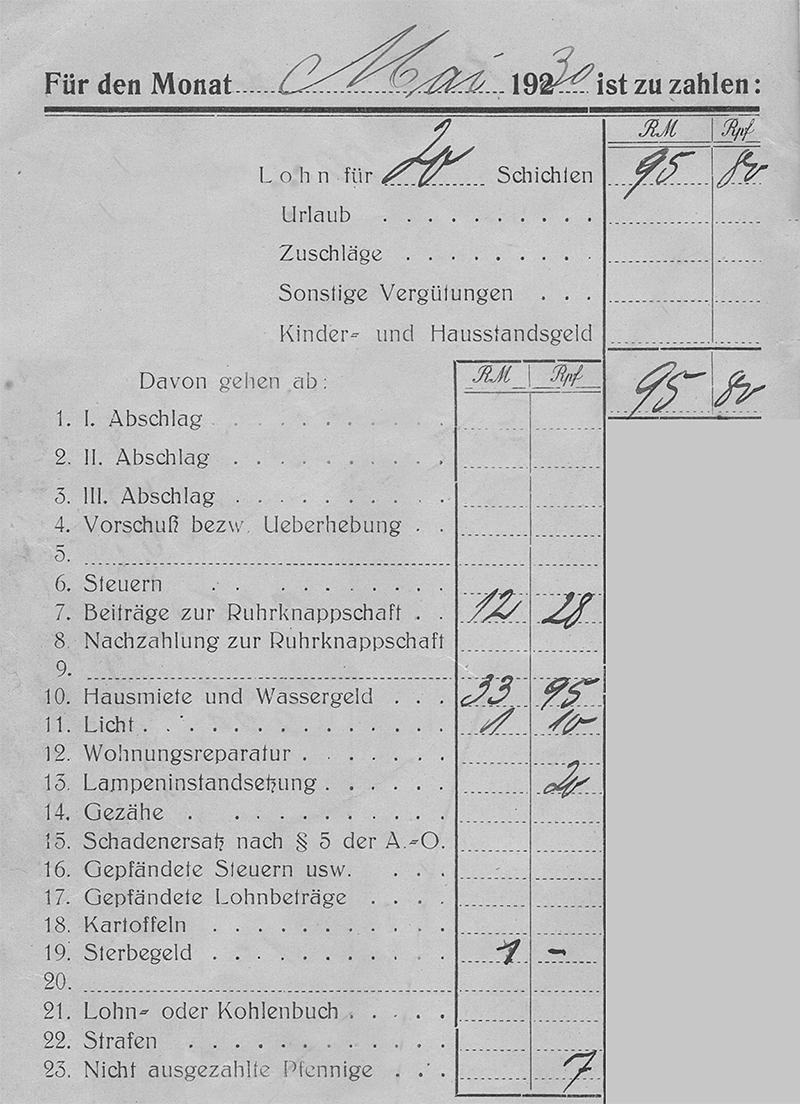 Für den Monat Mai 1930 ist zu zahlen:
RM Rpf
Lohn für 20 Schichten 95 80
Urlaub
Zuschläge
Sonstige Vergütungen
Kinder- und Hausstandsgeld
Davon gehen ab: RM Rpf 95 80
1. I. Abschlag
2. II. Abschlag
3. III. Abschlag
4. Vorschuß bezw. Ueberhebung
5.
6. Steuern
7. Beiträge zur Ruhrknappschaft 12 28
8. Nachzahlung zur Ruhrknappschaft
9.
10. Hausmiete und Wassergeld 33 95
11. Licht 1 10
12. Wohnungsreparatur
13. Lampeninstandsetzung 20
14. Gezähe
15. Schadenersatz nach § 5 der A.-O.
16. Gepfändete Steuern usw.
17. Gepfändete Lohnbeträge
18. Kartoffeln
19. Sterbegeld 1 -
20.
21. Lohn- oder Kohlenbuch
22. Strafen
23. Nicht ausgezahlte Pfennige 7